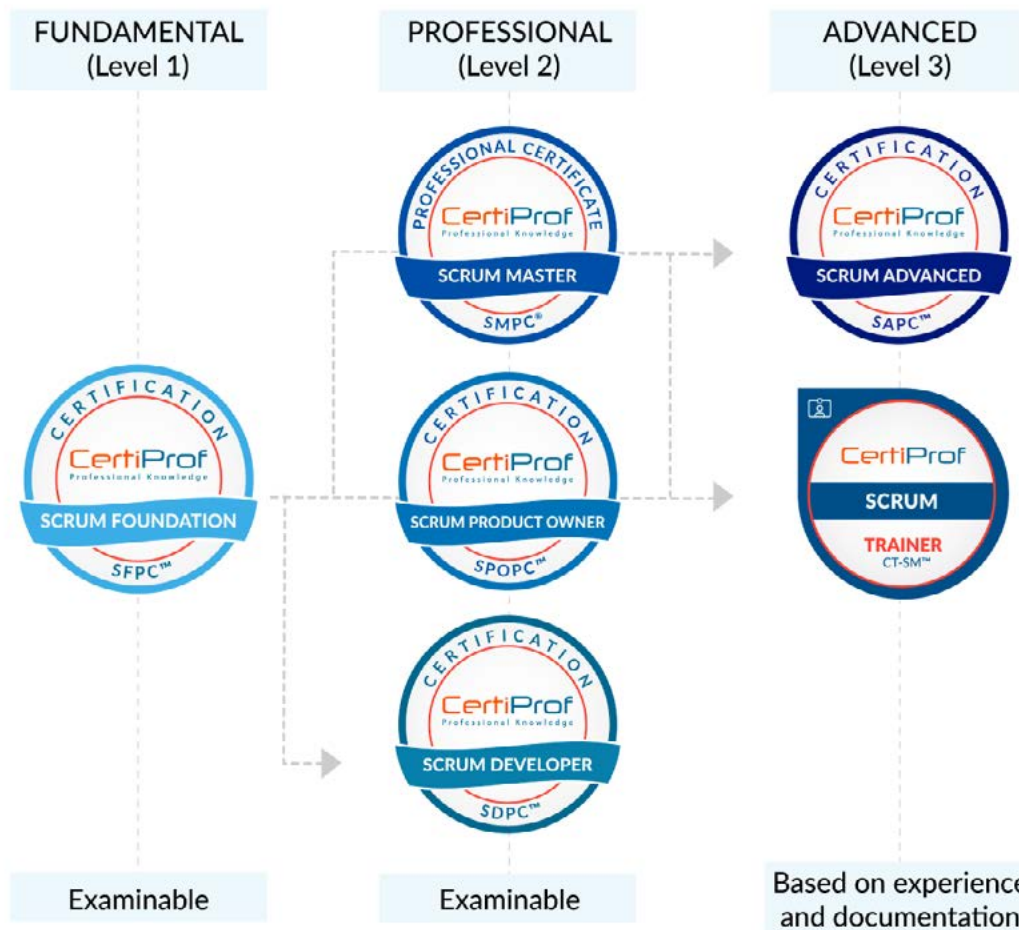 FUNDAMENTAL
(Level 1)
PROFESSIONAL
(Level 2)
ADVANCED
(Level 3)
PROFESSIONAL CERTIFICATE
CertiProf
Professional Knowledge
SCRUM MASTER
SMPC®
CERTIFICATION
CertiProf
Professional Knowledge
SCRUM ADVANCED
SAPC™
CERTIFICATION
CertiProf
Professional Knowledge
SCRUM FOUNDATION
SFPC™
CERTIFICATION
CertiProf
Professional Knowledge
SCRUM PRODUCT OWNER
SPOPC™
CertiProf
SCRUM
TRAINER
CT-SM™
CERTIFICATION
CertiProf
Professional Knowledge
SCRUM DEVELOPER
SDPC™
Examinable
Examinable
Based on experience
and documentation